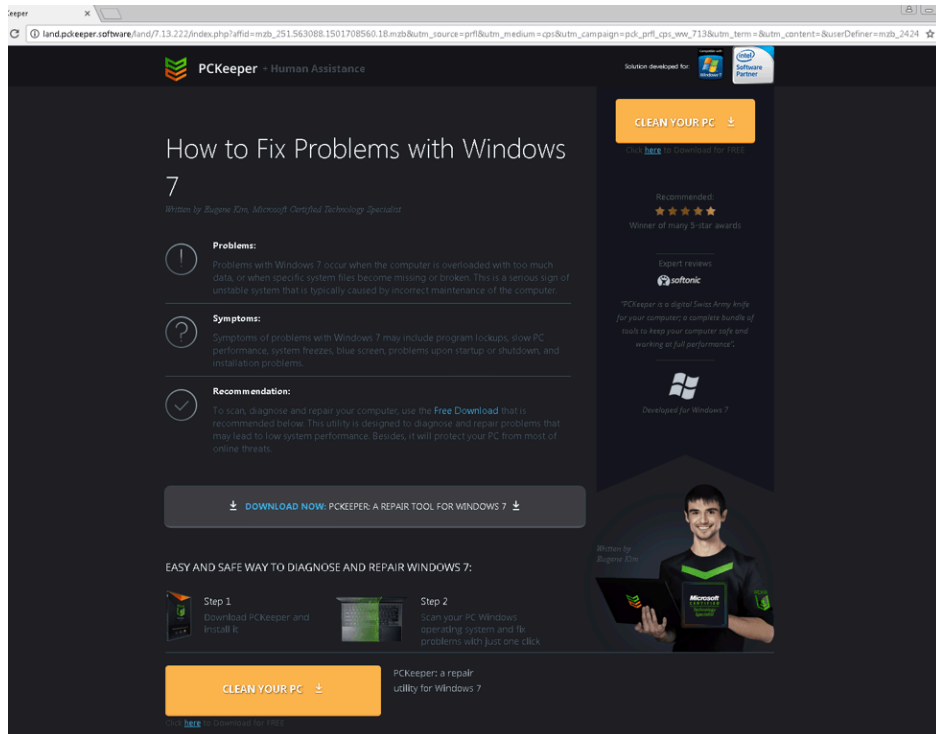 Keeper
land.pckeeper.software/land/7.13.222/index.php?affid=mzb_251.563088.1501708560.18.mzb&utm_source=prfl&utm_medium=cps&utm_campaign=pck_prfl_cps_ww_713&utm_term=&utm_content=&userDefiner=mzb_2424
PCKeeper + Human Assistance
Solution developed for:
Windows 7
intel
Software
Partner
CLEAN YOUR PC
Click here to Download for FREE
How to Fix Problems with Windows
7
Written by Eugene Kim, Microsoft Certified Technology Specialist
Problems:
Problems with Windows 7 occur when the computer is overloaded with too much
data, or when specific system files become missing or broken. This is a serious sign of
unstable system that is typically caused by incorrect maintenance of the computer.
Symptoms:
Symptoms of problems with Windows 7 may include program lockups, slow PC
performance, system freezes, blue screen, problems upon startup or shutdown, and
installation problems.
Recommendation:
To scan, diagnose and repair your computer, use the Free Download that is
recommended below. This utility is designed to diagnose and repair problems that
may lead to low system performance. Besides, it will protect your PC from most of
online threats.
Recommended:
Winner of many 5-star awards
Expert reviews
softonic
"PCKeeper is a digital Swiss Army knife
for your computer; a complete bundle of
tools to keep your computer safe and
working at full performance".
Developed for Windows 7
DOWNLOAD NOW: PCKEEPER: A REPAIR TOOL FOR WINDOWS 7
Written by
Eugene Kim
Microsoft
CERTIFIED
Technology
Specialist
EASY AND SAFE WAY TO DIAGNOSE AND REPAIR WINDOWS 7:
Step 1
Download PCKeeper and
Install it
Step 2
Scan your PC Windows
operating system and fix
problems with just one click
CLEAN YOUR PC
Click here to Download for FREE
PCKeeper: a repair
utility for Windows 7